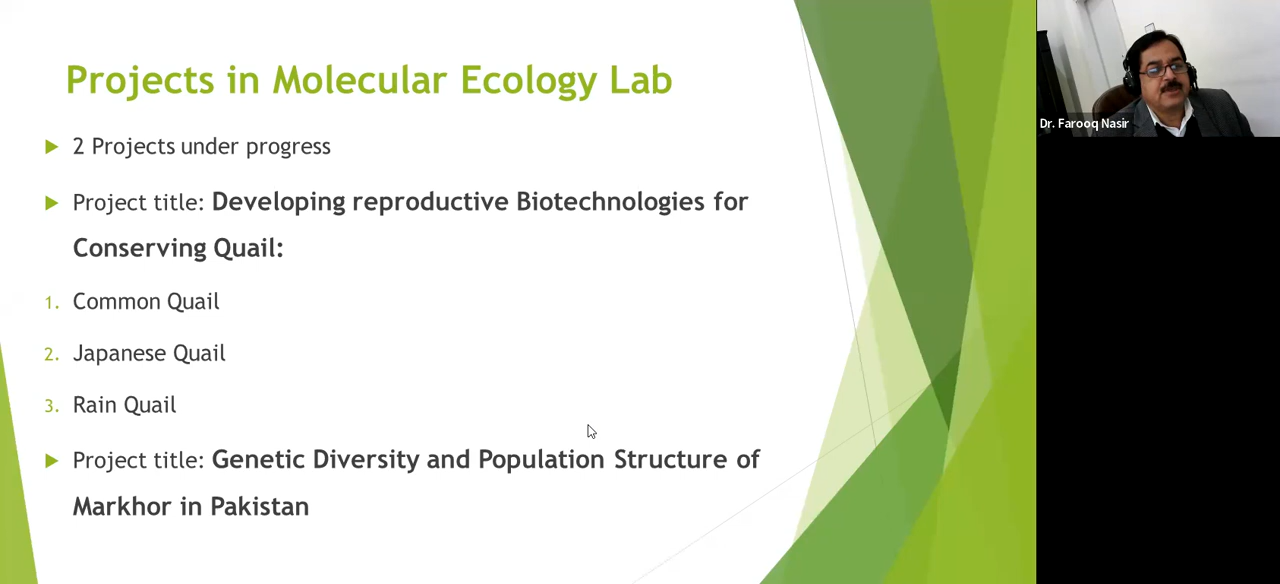 Projects in Molecular Ecology Lab
2 Projects under progress
Project title: Developing reproductive Biotechnologies for
Conserving Quail:
1. Common Quail
2. Japanese Quail
3. Rain Quail
Project title: Genetic Diversity and Population Structure of
Markhor in Pakistan
Dr. Farooq Nasir